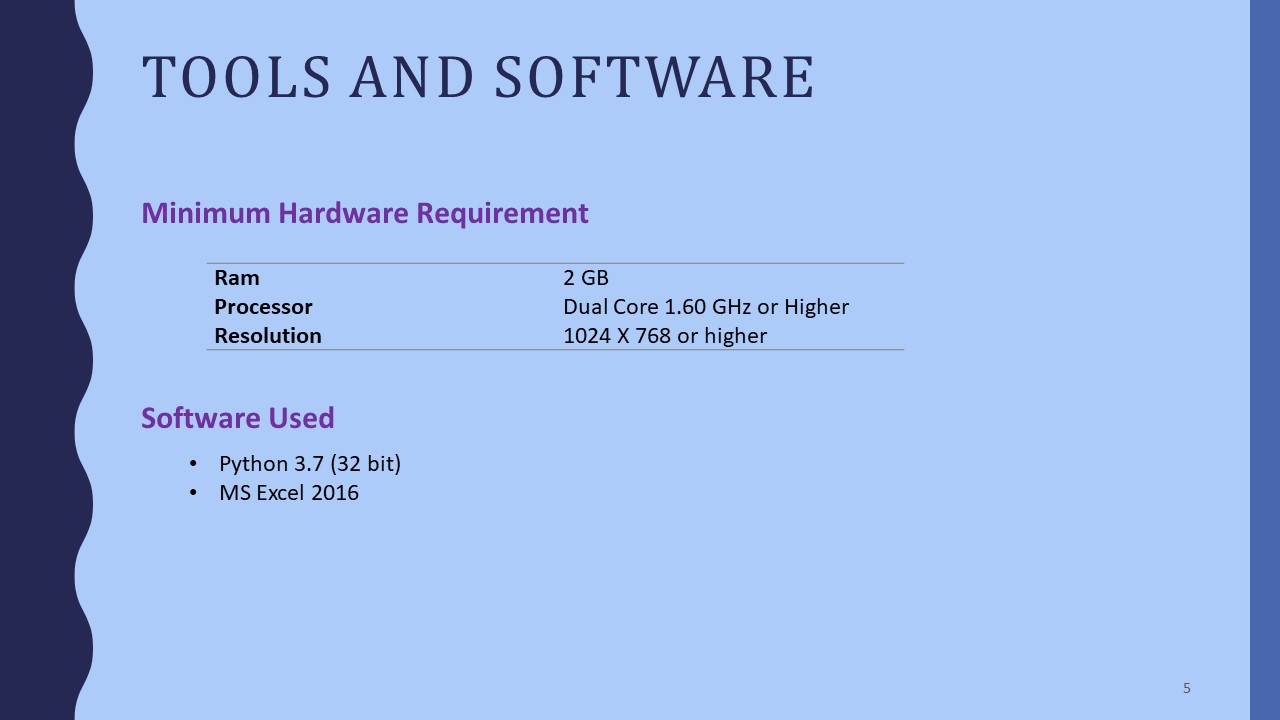 TOOLS AND SOFTWARE
Minimum Hardware Requirement
Ram 2 GB
Processor Dual Core 1.60 GHz or Higher
Resolution 1024 X 768 or higher
Software Used
• Python 3.7 (32 bit)
• MS Excel 2016
5